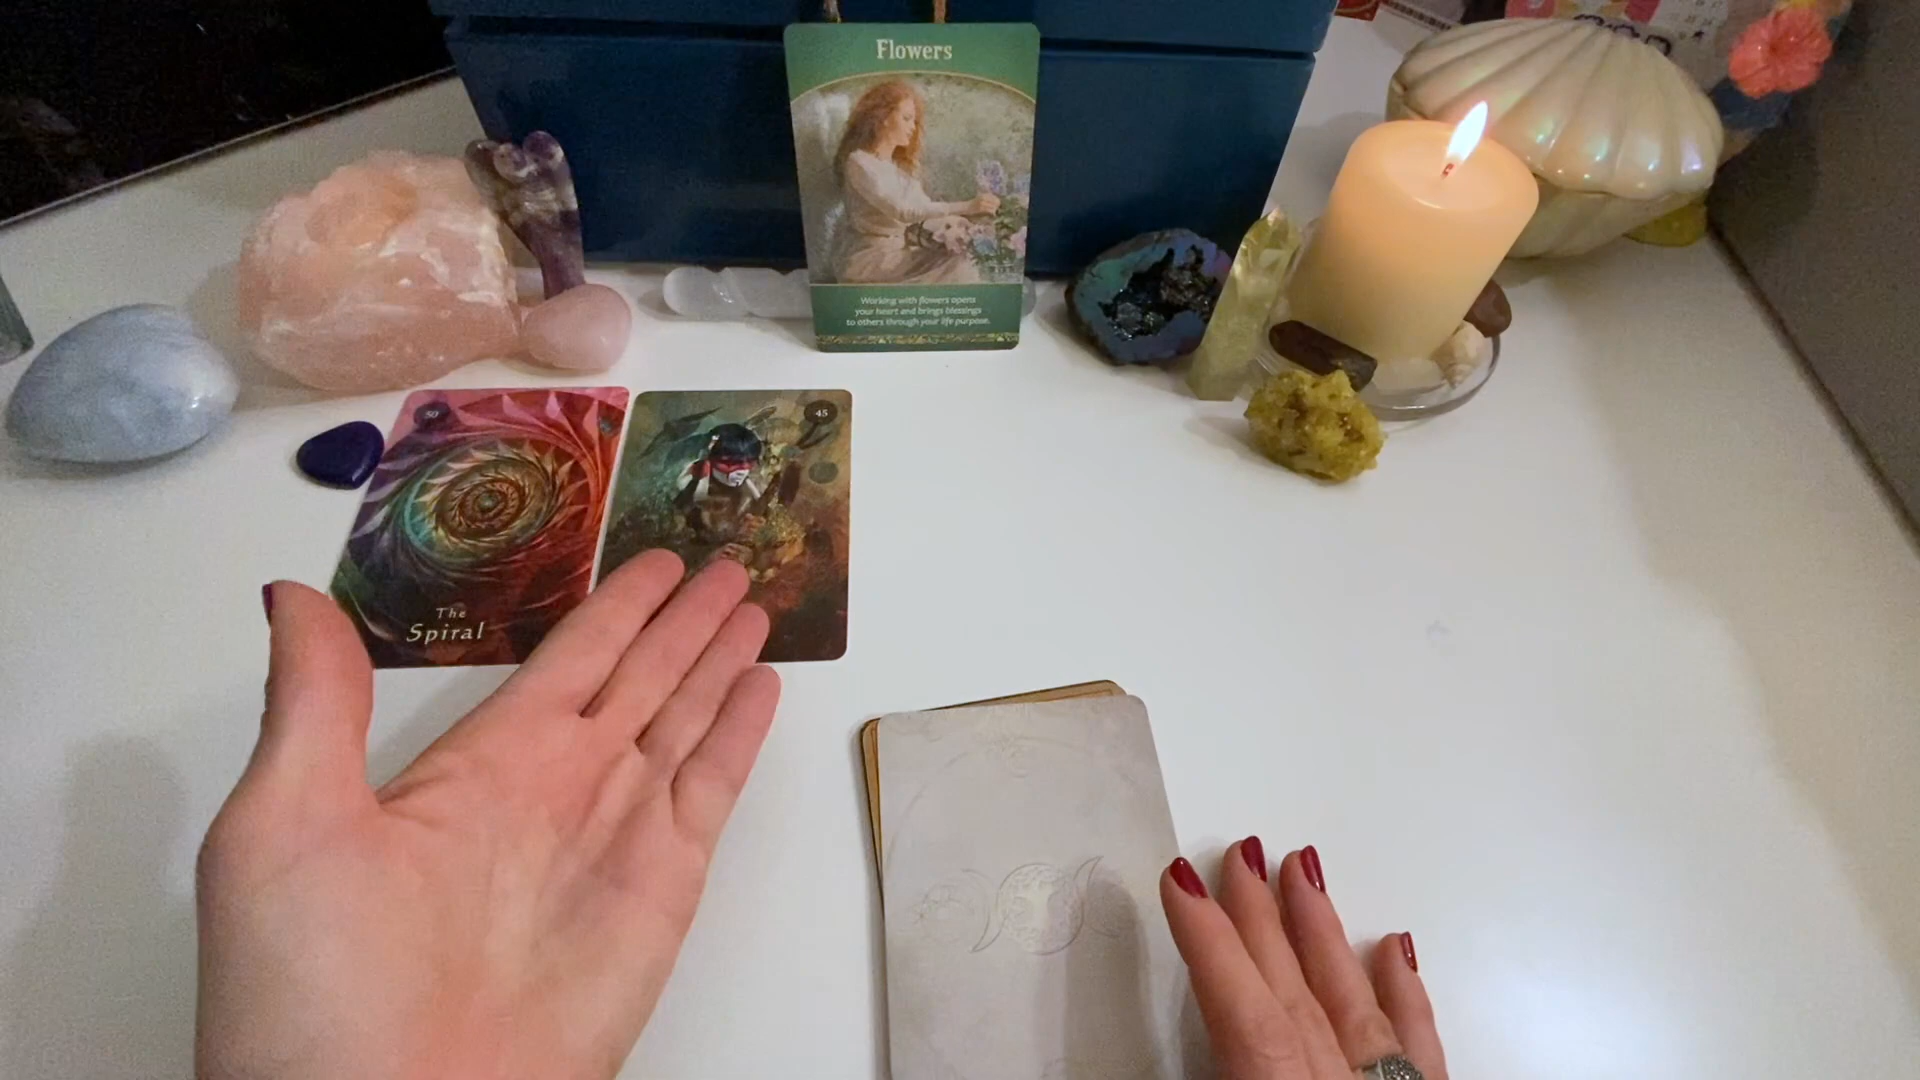 Flowers
Working with flowers opens
your heart and brings blessings
to others through your life purpose.
50
45
The
Spiral